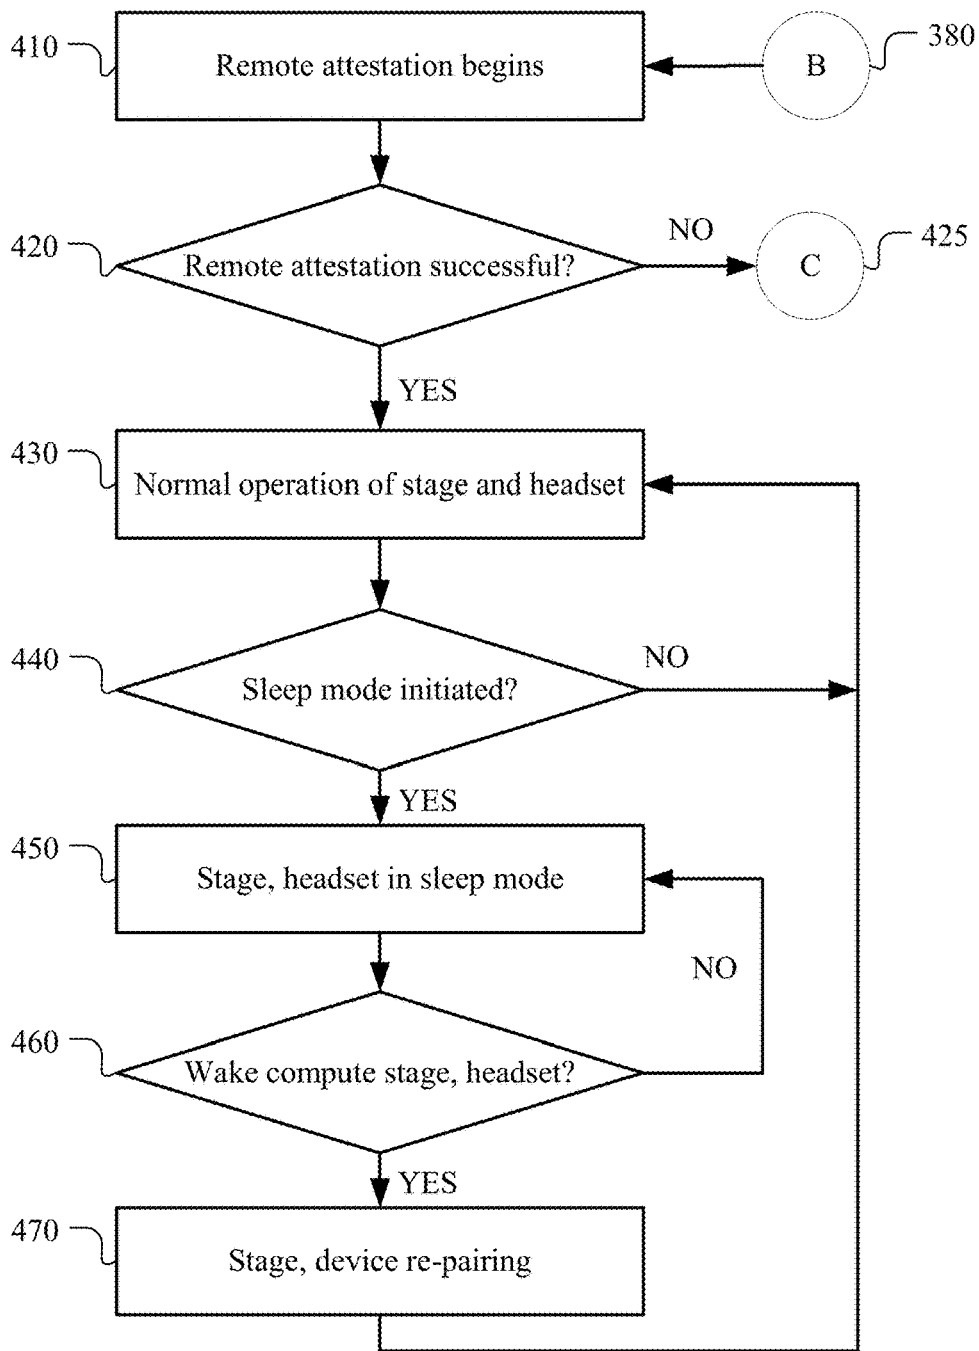 410
Remote attestation begins
B
380
420
Remote attestation successful?
NO
C
425
YES
430
Normal operation of stage and headset
440
Sleep mode initiated?
NO
YES
450
Stage, headset in sleep mode
NO
460
Wake compute stage, headset?
YES
470
Stage, device re-pairing